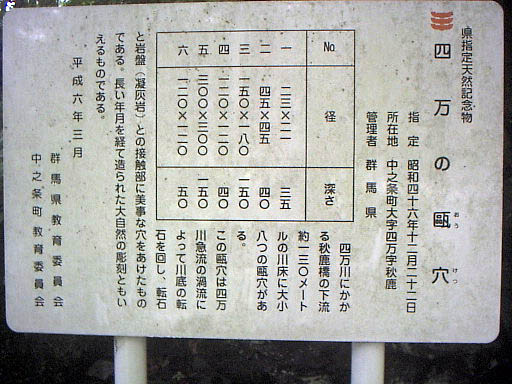 県指定天然記念物
四万の甌穴
おう けつ
指定 昭和四十六年十二月二十二日
所在地 中之条町大字四万字秋鹿
管理者 群馬県
四万川にかか
る秋鹿橋の下流
約一三〇メート
ルの川床に大小
八つの甌穴があ
る。
この甌穴は四万
川急流の渦流に
よって川底の転
石を回し、転石
と岩盤（凝灰岩）との接触部に美事な穴をあけたもの
である。長い年月を経て造られた大自然の彫刻ともい
えるものである。
No. 径 深さ
一 二三×二一 三五
二 四五×四五 四〇
三 一五〇×一八〇 一五〇
四 一二〇×一二〇 四〇
五 三〇〇×三〇〇 一五〇
六 一二〇×一二〇 五〇
平成六年三月
群馬県教育委員会
中之条町教育委員会